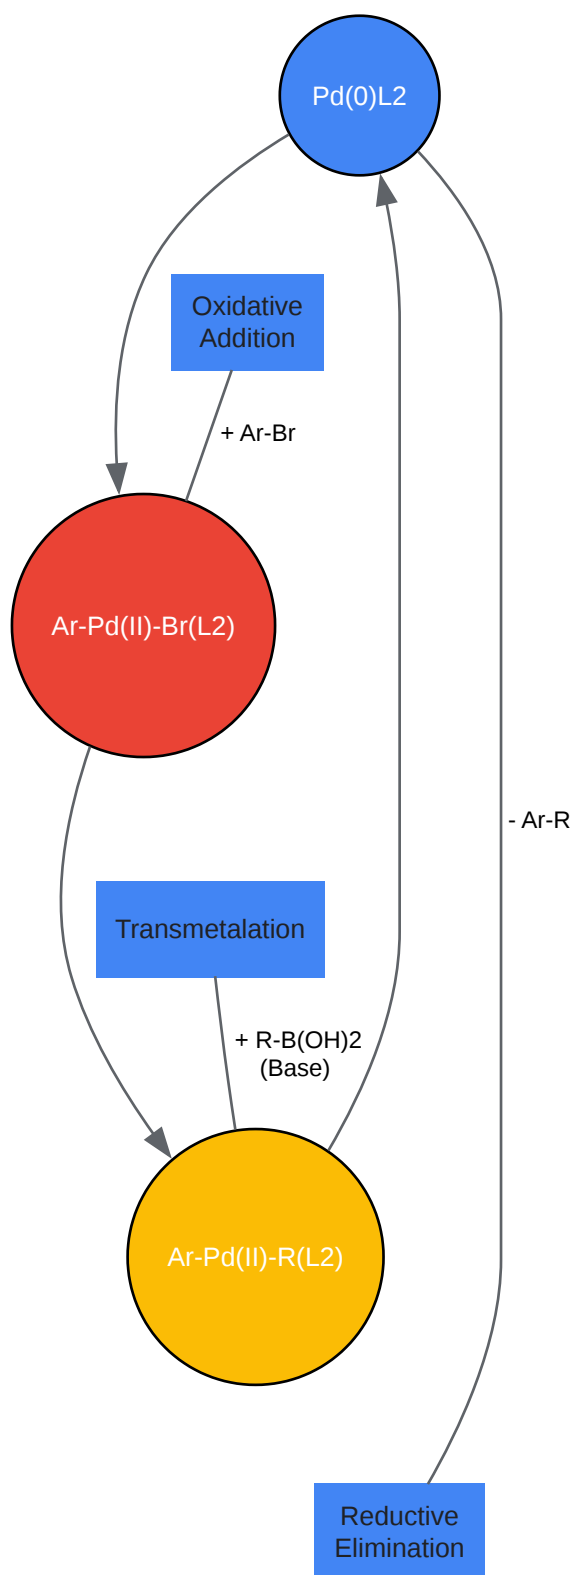 Pd(0)L2
Oxidative
Addition
+ Ar-Br
Ar-Pd(II)-Br(L2)
- Ar-R
Transmetalation
+ R-B(OH)2
(Base)
Ar-Pd(II)-R(L2)
Reductive
Elimination